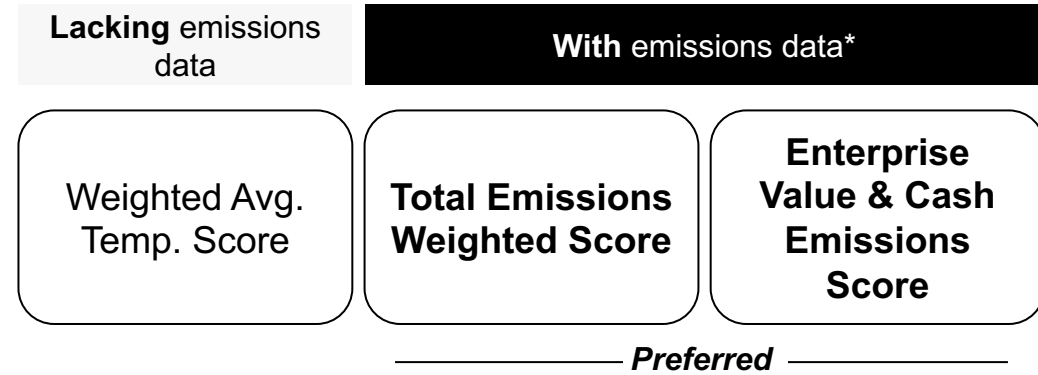 Lacking emissions
data
With emissions data*
Weighted Avg.
Temp. Score
Total Emissions
Weighted Score
Enterprise
Value & Cash
Emissions
Score
Preferred